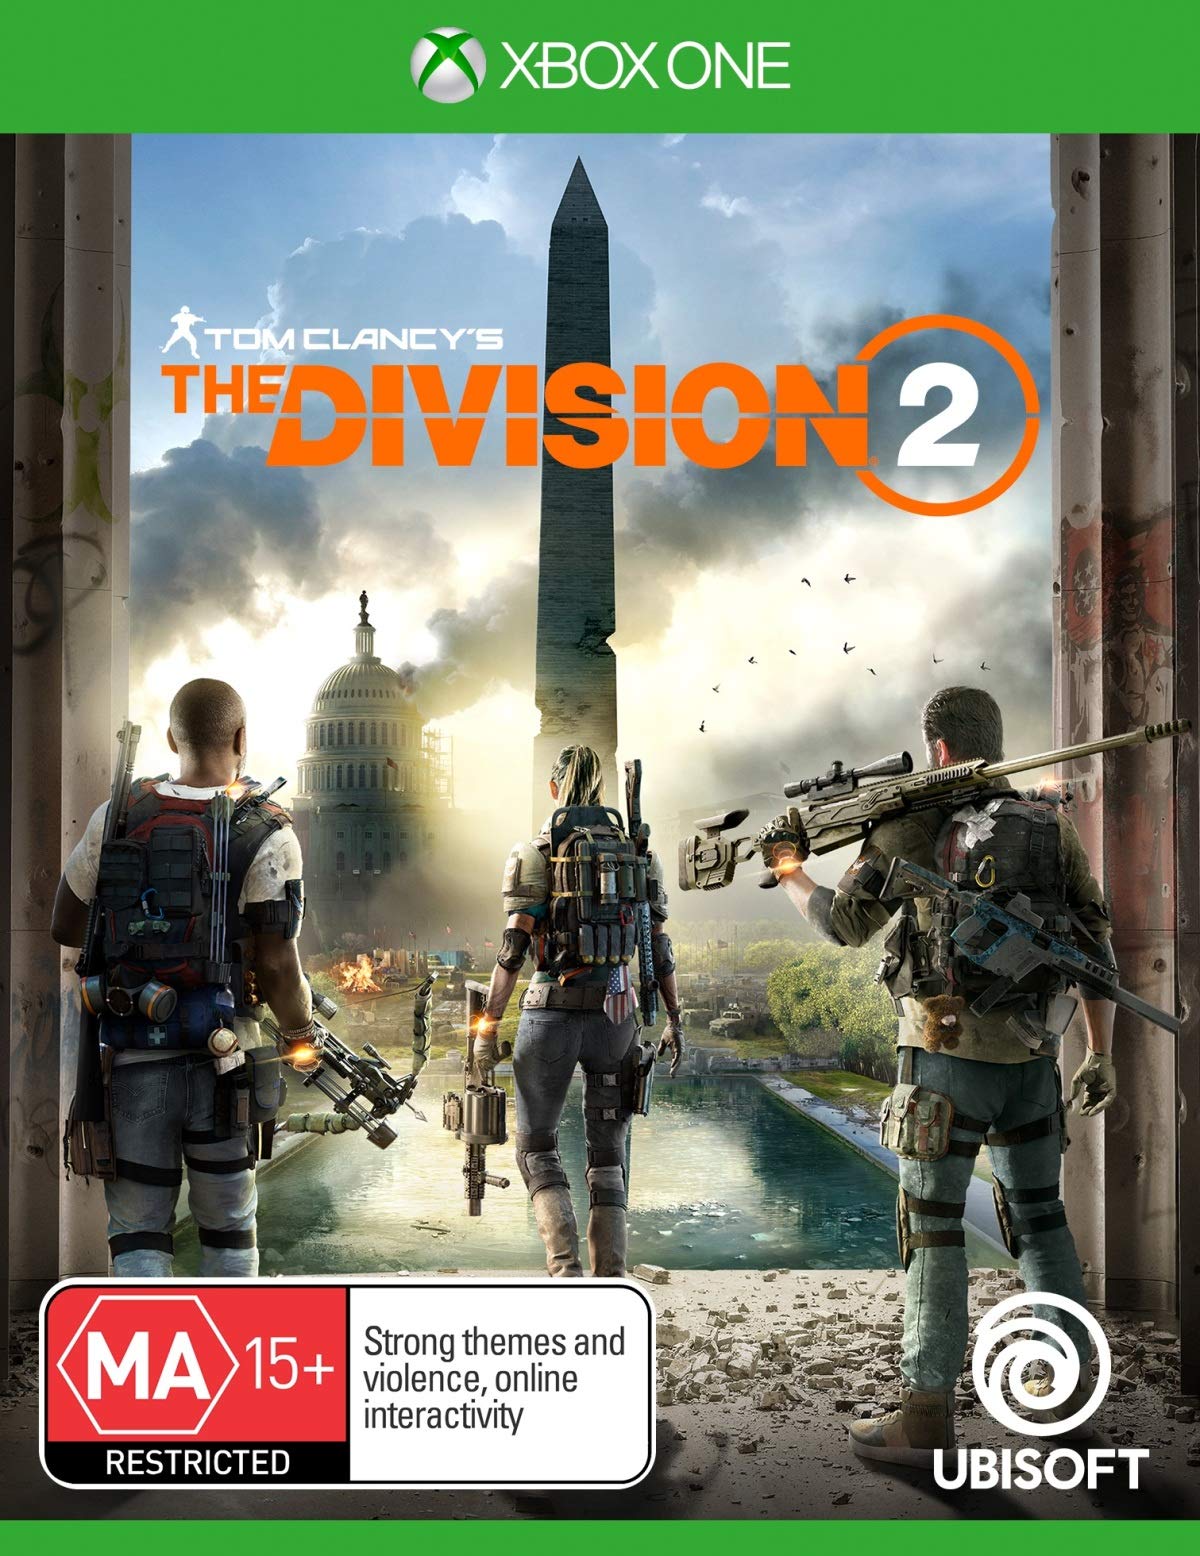 XBOX ONE
TOM CLANCY'S
THE DIVISION 2
MA 15+
RESTRICTED
Strong themes and
violence, online
interactivity
UBISOFT